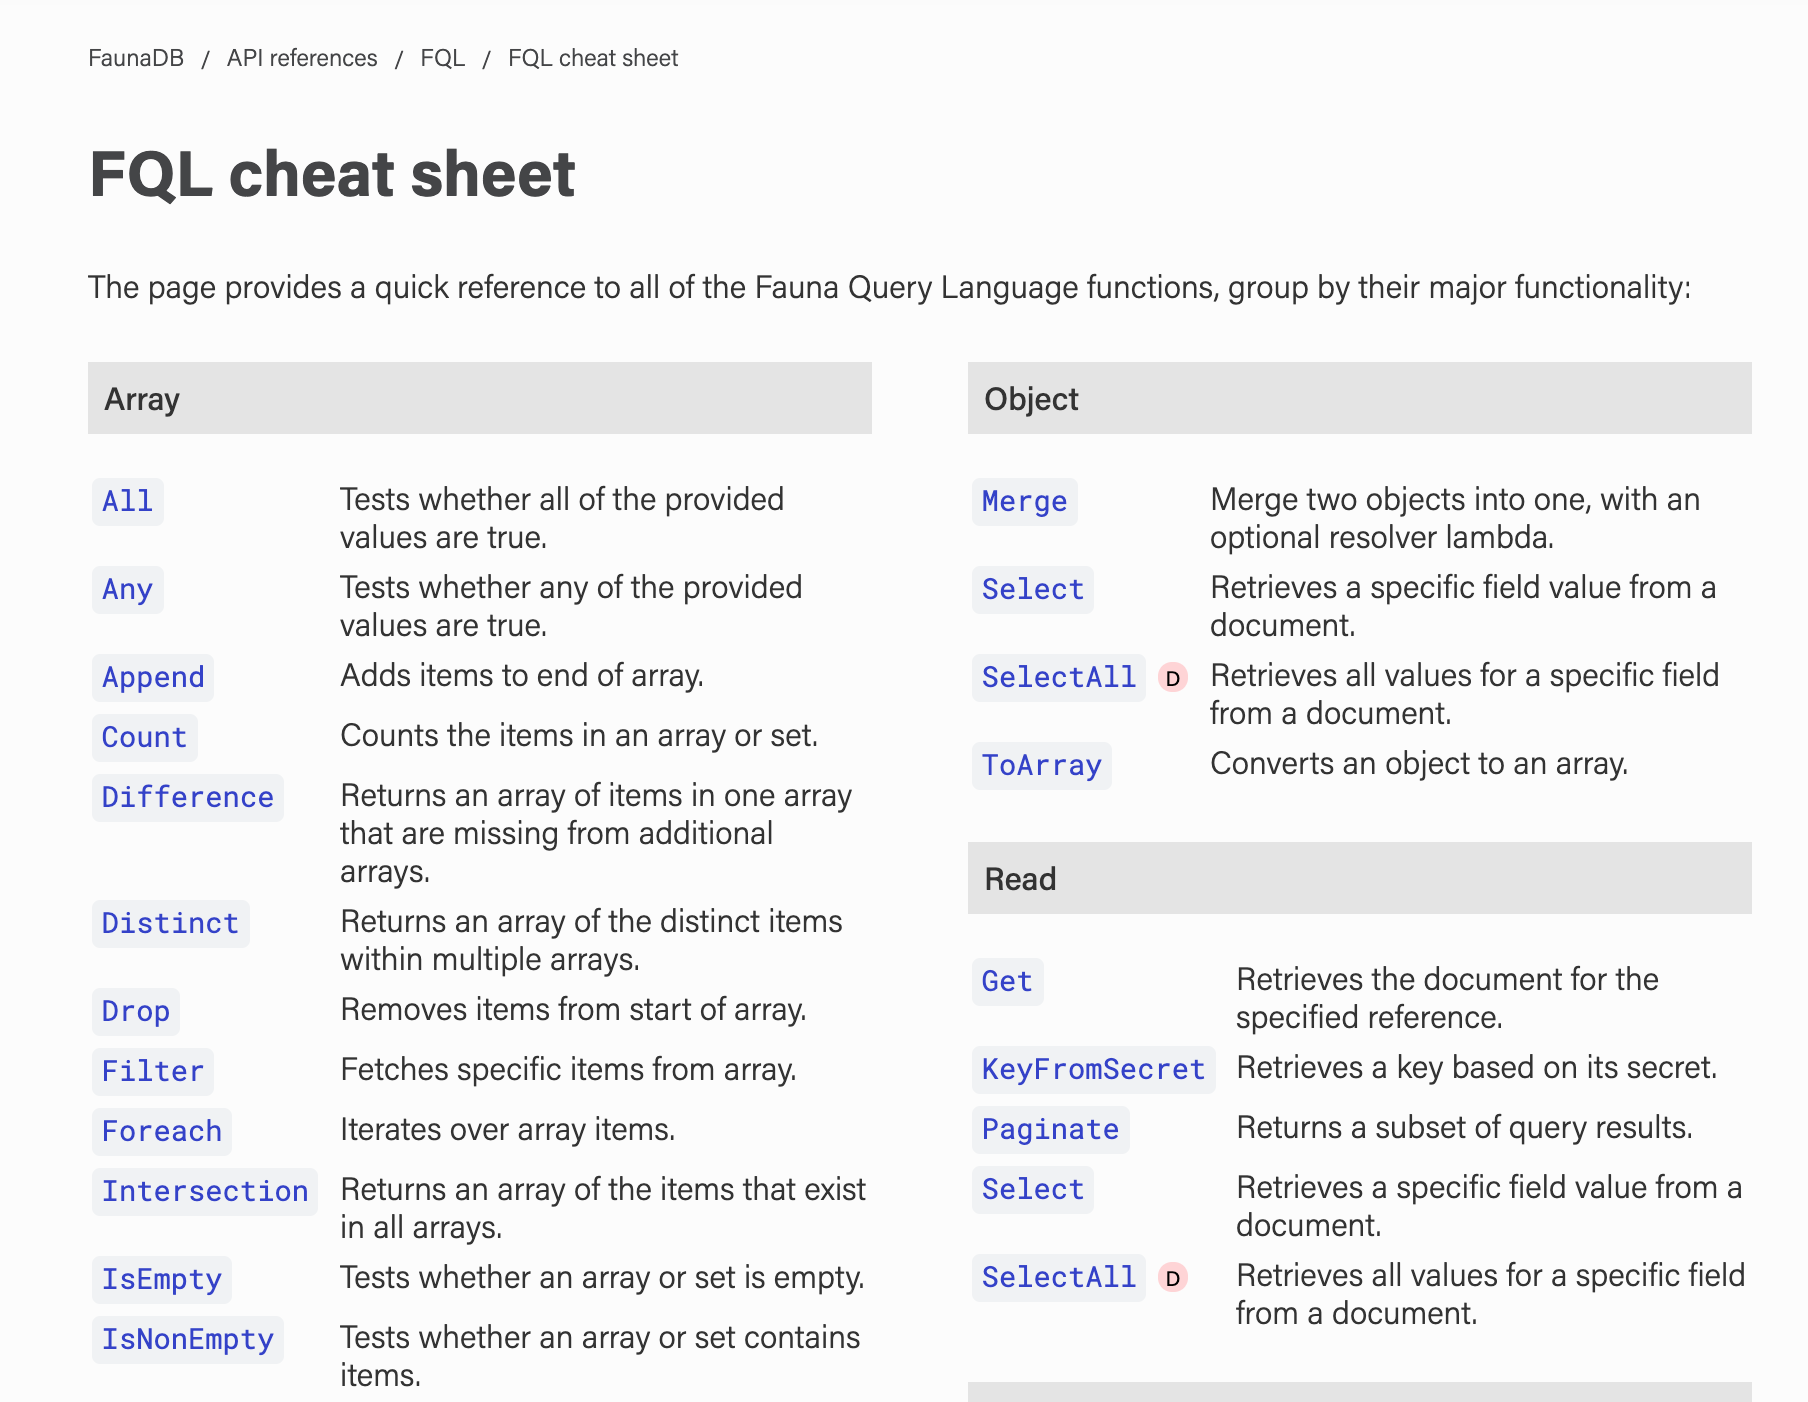 FaunaDB / API references / FQL / FQL cheat sheet
FQL cheat sheet
The page provides a quick reference to all of the Fauna Query Language functions, group by their major functionality:
Array
All Tests whether all of the provided
values are true.
Any Tests whether any of the provided
values are true.
Append Adds items to end of array.
Count Counts the items in an array or set.
Difference Returns an array of items in one array
that are missing from additional
arrays.
Distinct Returns an array of the distinct items
within multiple arrays.
Drop Removes items from start of array.
Filter Fetches specific items from array.
Foreach Iterates over array items.
Intersection Returns an array of the items that exist
in all arrays.
IsEmpty Tests whether an array or set is empty.
IsNonEmpty Tests whether an array or set contains
items.
Object
Merge Merge two objects into one, with an
optional resolver lambda.
Select Retrieves a specific field value from a
document.
SelectAll D Retrieves all values for a specific field
from a document.
ToArray Converts an object to an array.
Read
Get Retrieves the document for the
specified reference.
KeyFromSecret Retrieves a key based on its secret.
Paginate Returns a subset of query results.
Select Retrieves a specific field value from a
document.
SelectAll D Retrieves all values for a specific field
from a document.